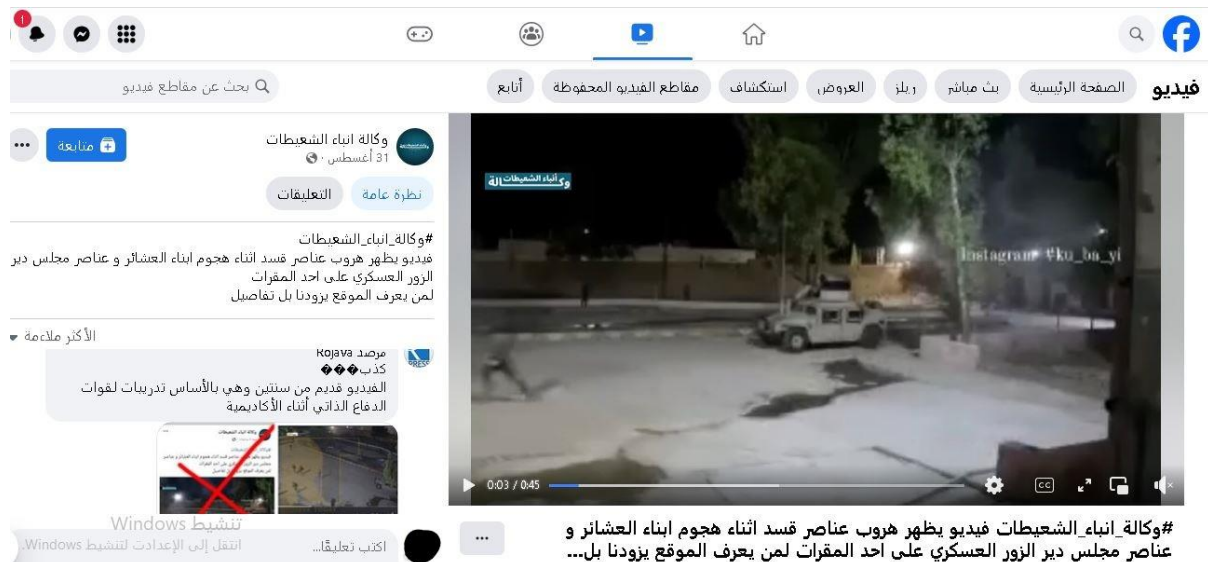 !
فيديو
الصفحة الرئيسية
بث مباشر
ريلز
العروض
استكشاف
مقاطع الفيديو المحفوظة
أتابع
بحث عن مقاطع فيديو
وكالة انباء الشعيطات
31 أغسطس ·
متابعة
نظرة عامة
التعليقات
#وكالة_انباء_الشعيطات
فيديو يظهر هروب عناصر قسد اثناء هجوم ابناء العشائر و عناصر مجلس دير
الزور العسكري على احد المقرات
لمن يعرف الموقع يزودنا بل تفاصيل
الأكثر ملاءمة
مرصد Rojava
كذب
الفيديو قديم من سنتين وهي بالأساس تدريبات لقوات
الدفاع الذاتي أثناء الأكاديمية
اكتب تعليقًا...
تنشيط Windows
انتقل إلى الإعدادت لتنشيط Windows.
وكالة أنباء الشعيطات
Instagram #ku_ba_yi
0:03 / 0:45
CC
#وكالة_انباء_الشعيطات فيديو يظهر هروب عناصر قسد اثناء هجوم ابناء العشائر و
عناصر مجلس دير الزور العسكري على احد المقرات لمن يعرف الموقع يزودنا بل...